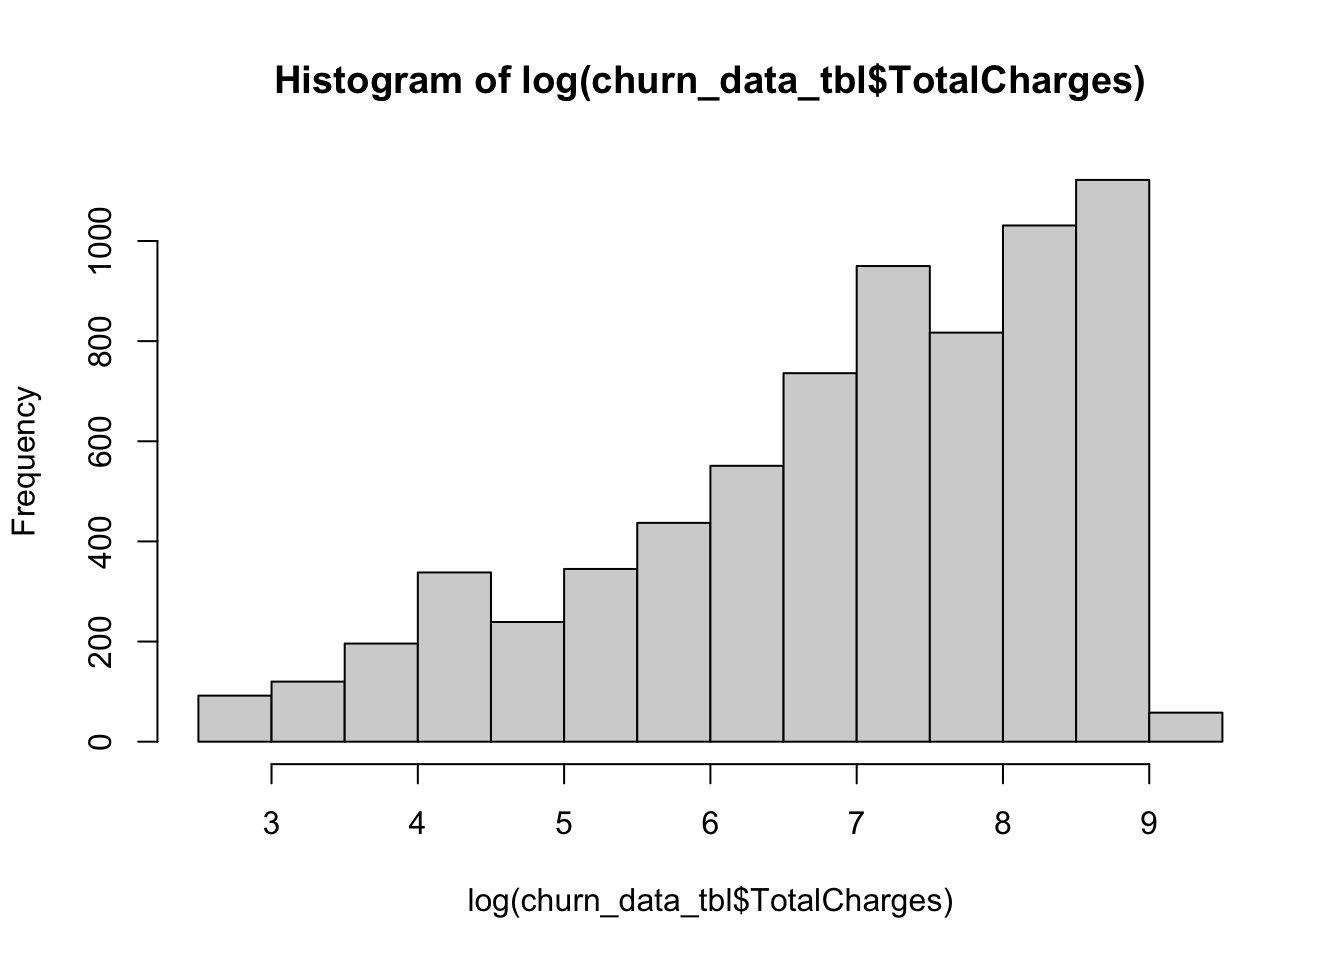 Histogram of log(churn_data_tbl$TotalCharges)
Frequency
1000
800
600
400
200
0
3 4 5 6 7 8 9
log(churn_data_tbl$TotalCharges)